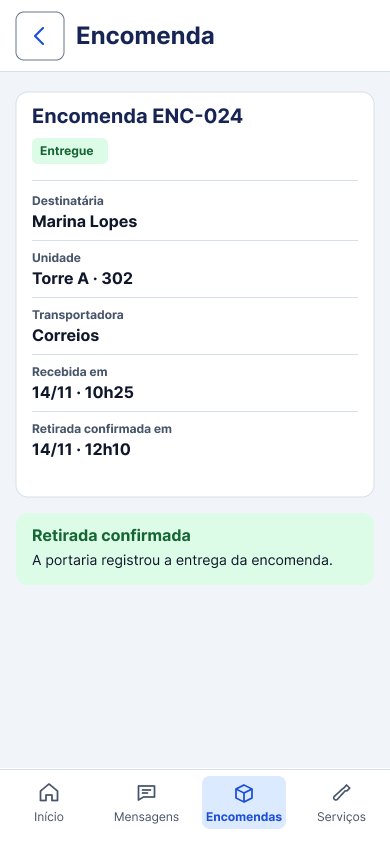 Encomenda
Encomenda ENC-024
Entregue
Destinatária
Marina Lopes
Unidade
Torre A · 302
Transportadora
Correios
Recebida em
14/11 · 10h25
Retirada confirmada em
14/11 · 12h10
Retirada confirmada
A portaria registrou a entrega da encomenda.
Início
Mensagens
Encomendas
Serviços